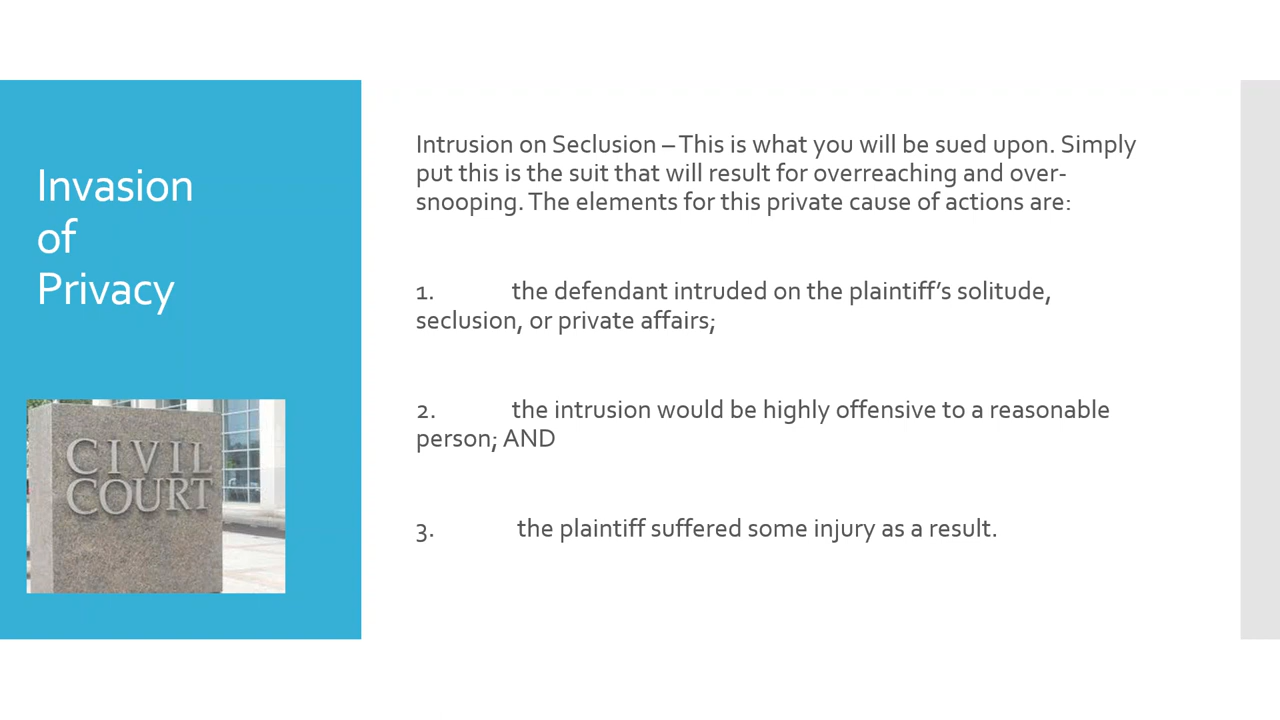 Invasion
of
Privacy
CIVIL
COURT
Intrusion on Seclusion – This is what you will be sued upon. Simply
put this is the suit that will result for overreaching and over-
snooping. The elements for this private cause of actions are:
1. the defendant intruded on the plaintiff's solitude,
seclusion, or private affairs;
2. the intrusion would be highly offensive to a reasonable
person; AND
3. the plaintiff suffered some injury as a result.